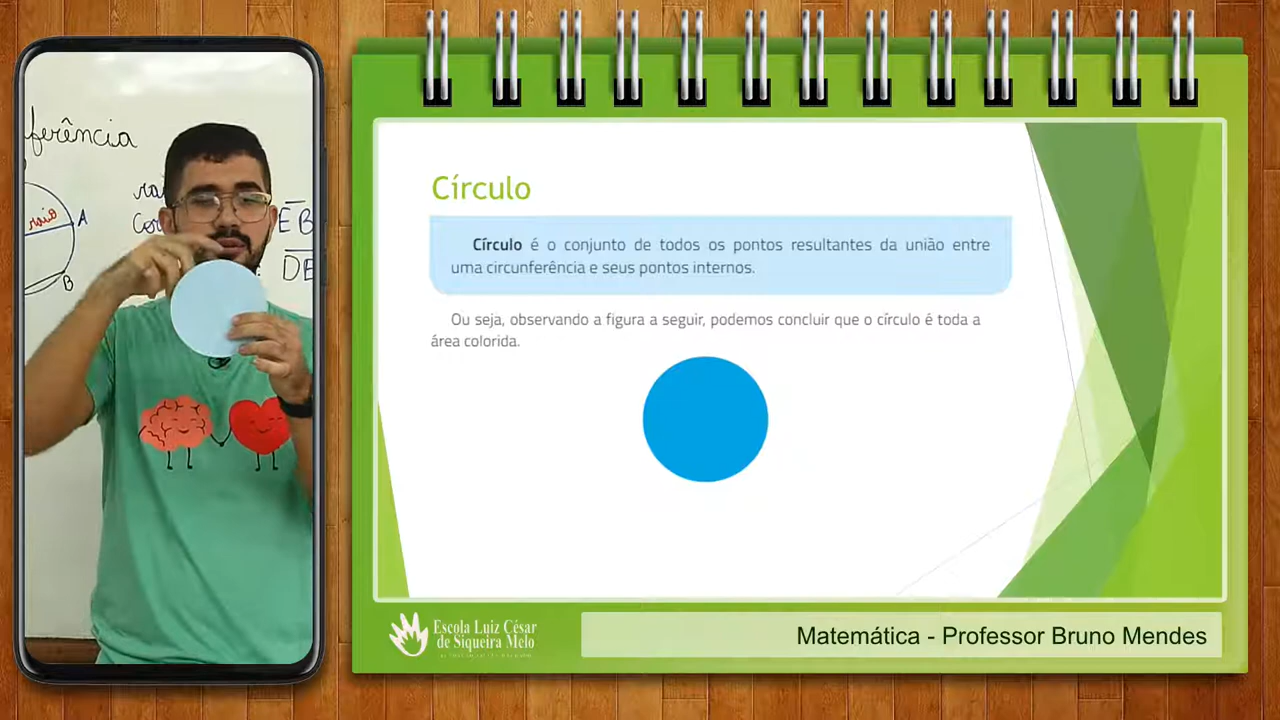 ferência
raio
A
B
Círculo
Círculo é o conjunto de todos os pontos resultantes da união entre
uma circunferência e seus pontos internos.
Ou seja, observando a figura a seguir, podemos concluir que o círculo é toda a
área colorida.
Escola Luiz César
de Siqueira Melo
Matemática - Professor Bruno Mendes